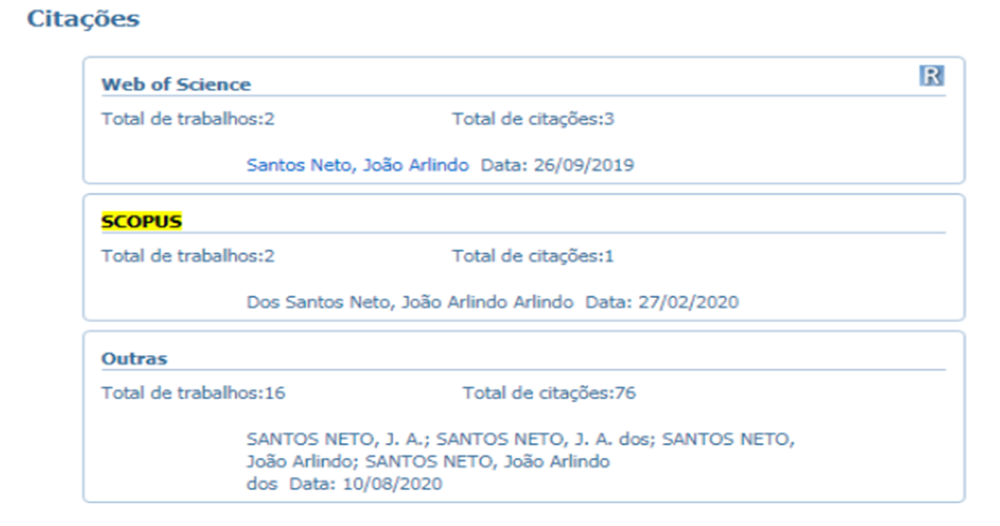 Citações
Web of Science
R
Total de trabalhos:2 Total de citações:3
Santos Neto, João Arlindo Data: 26/09/2019
SCOPUS
Total de trabalhos:2 Total de citações:1
Dos Santos Neto, João Arlindo Arlindo Data: 27/02/2020
Outras
Total de trabalhos:16 Total de citações:76
SANTOS NETO, J. A.; SANTOS NETO, J. A. dos; SANTOS NETO,
João Arlindo; SANTOS NETO, João Arlindo
dos Data: 10/08/2020